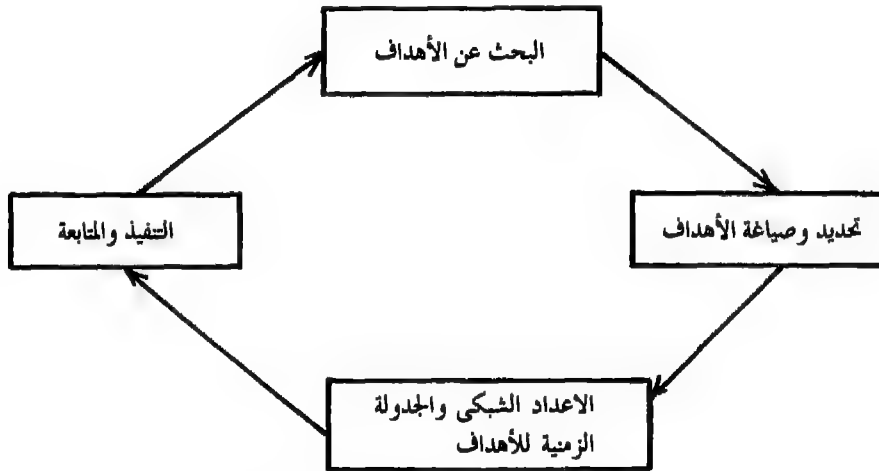 البحث عن الأهداف
تحديد وصياغة الأهداف
التنفيذ والمتابعة
الاعداد الشبكى والجدولة
الزمنية للأهداف